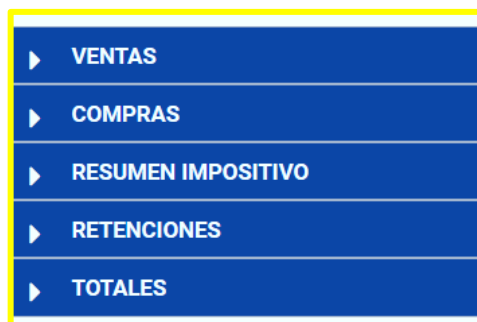 VENTAS
COMPRAS
RESUMEN IMPOSITIVO
RETENCIONES
TOTALES